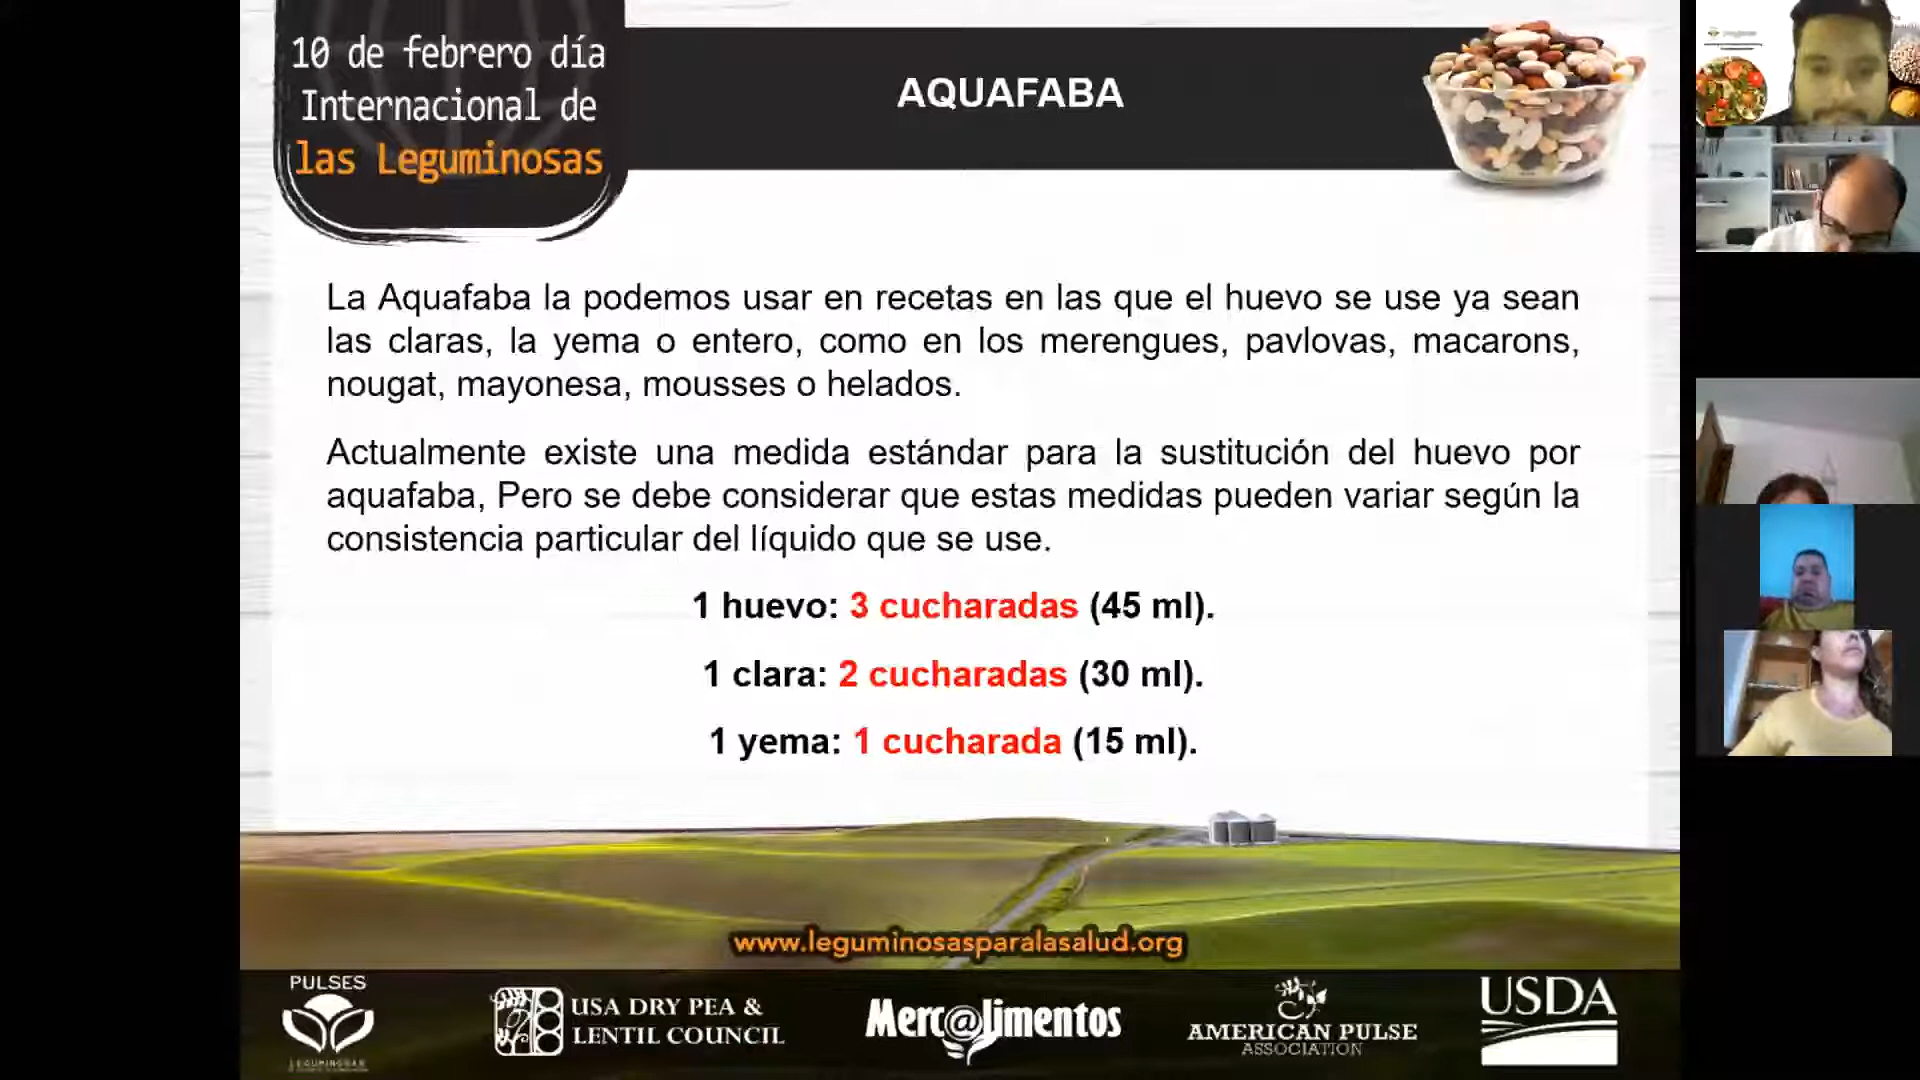 10 de febrero día
Internacional de
las Leguminosas
AQUAFABA
La Aquafaba la podemos usar en recetas en las que el huevo se use ya sean
las claras, la yema o entero, como en los merengues, pavlovas, macarons,
nougat, mayonesa, mousses o helados.
Actualmente existe una medida estándar para la sustitución del huevo por
aquafaba, Pero se debe considerar que estas medidas pueden variar según la
consistencia particular del líquido que se use.
1 huevo: 3 cucharadas (45 ml).
1 clara: 2 cucharadas (30 ml).
1 yema: 1 cucharada (15 ml).
www.leguminosasparalasalud.org
PULSES
LEGUMINOSAS
USA DRY PEA &
LENTIL COUNCIL
Merc@limentos
AMERICAN PULSE
ASSOCIATION
USDA